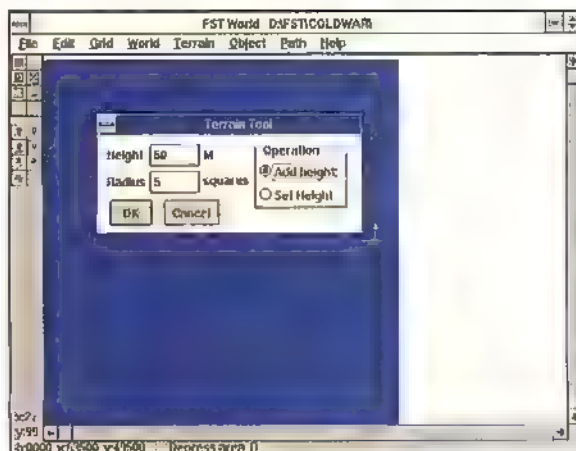 FST World D:\FST\COLDWAR\
File Edit Grid World Terrain Object Path Help
Terrain Tool
Height 50 M
Radius 5 squares
Operation
Add height
Set Height
OK Cancel
y:99